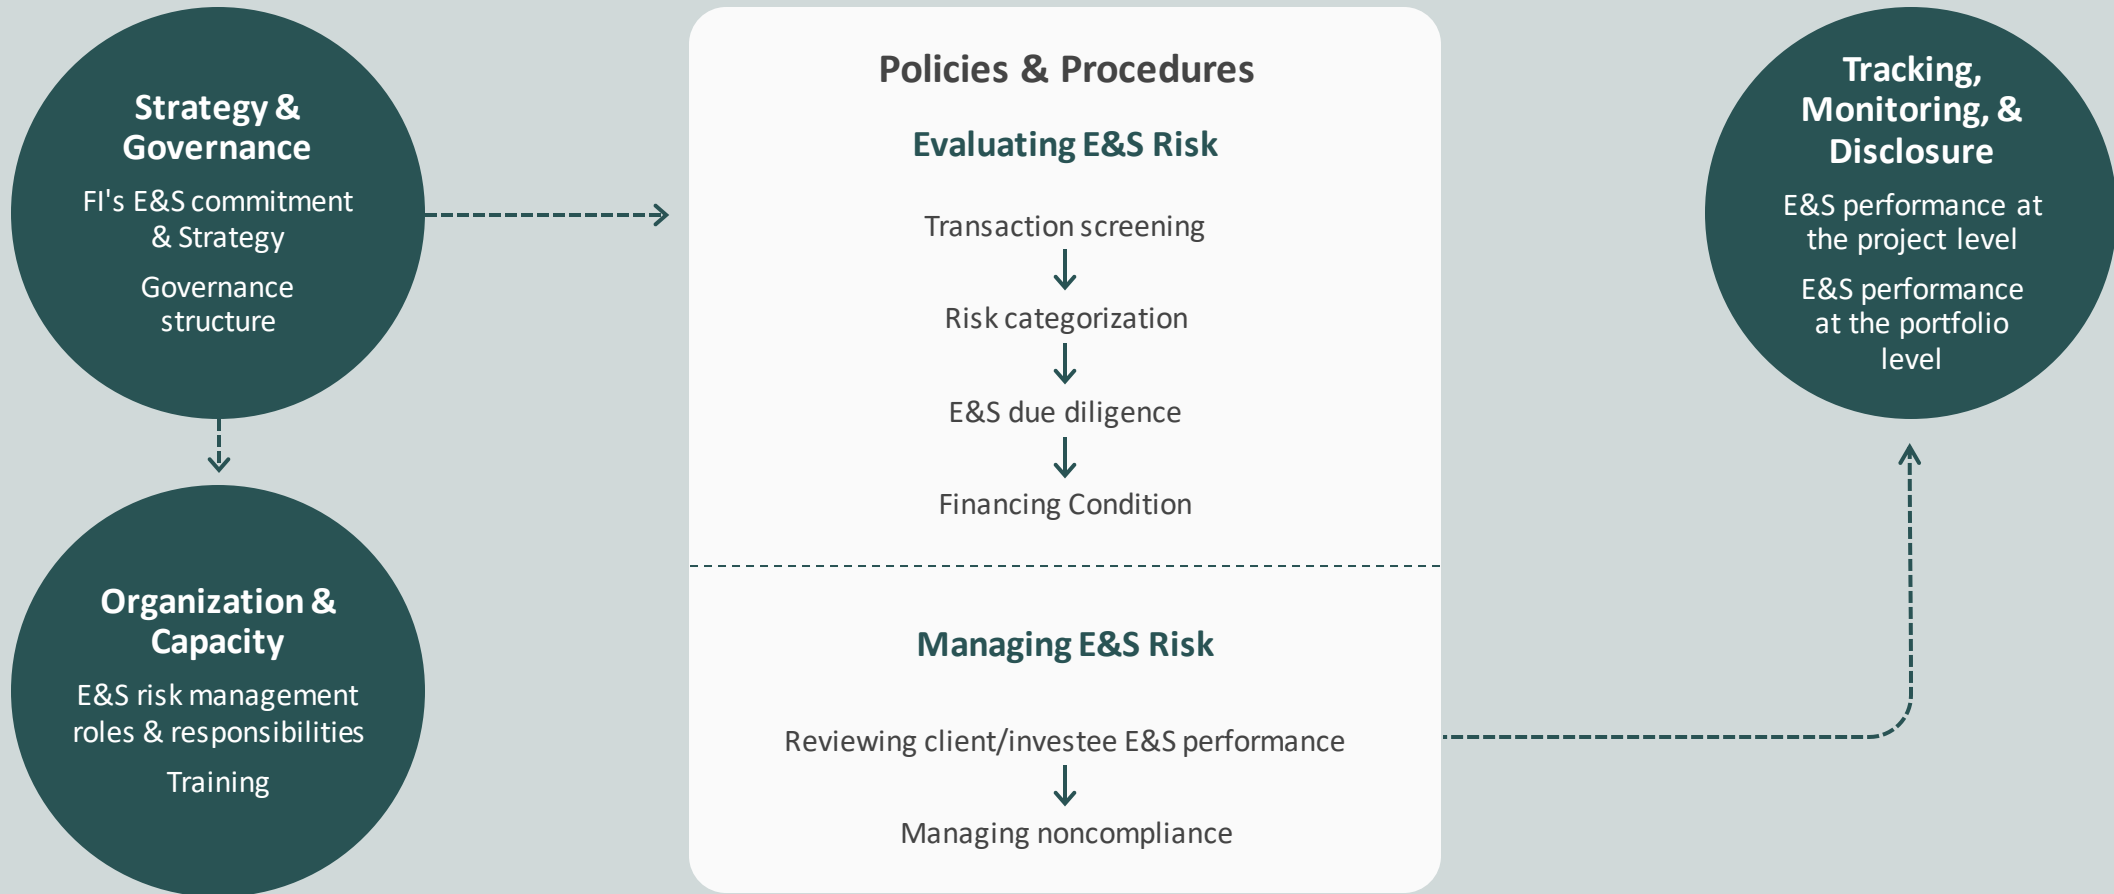 Strategy &
Governance
FI's E&S commitment
& Strategy
Governance
structure
Organization &
Capacity
E&S risk management
roles & responsibilities
Training
Policies & Procedures
Evaluating E&S Risk
Transaction screening
Risk categorization
E&S due diligence
Financing Condition
Managing E&S Risk
Reviewing client/investee E&S performance
Managing noncompliance
Tracking,
Monitoring, &
Disclosure
E&S performance at
the project level
E&S performance
at the portfolio
level